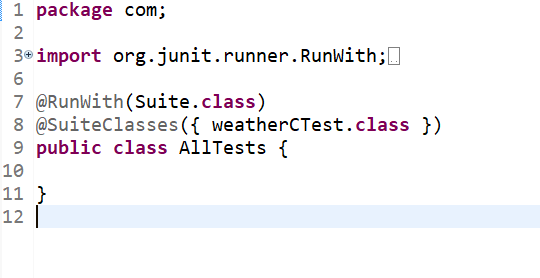 1 package com;
2
3 import org.junit.runner.RunWith;
6
7 @RunWith(Suite.class)
8 @SuiteClasses({ weatherCTest.class })
9 public class AllTests {
10
11 }
12